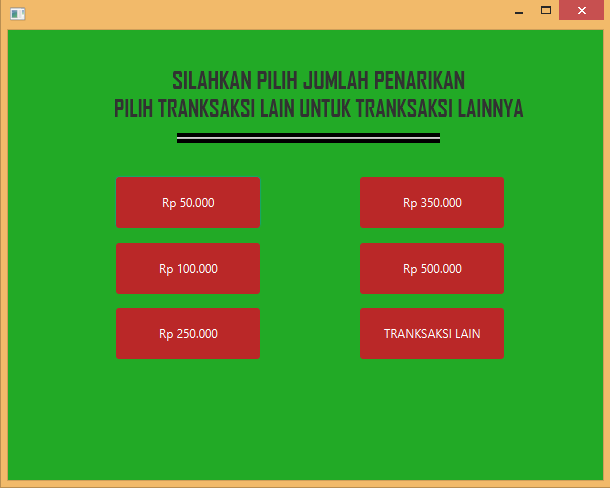 SILAHKAN PILIH JUMLAH PENARIKAN
PILIH TRANKSAKSI LAIN UNTUK TRANKSAKSI LAINNYA
Rp 50.000
Rp 350.000
Rp 100.000
Rp 500.000
Rp 250.000
TRANKSAKSI LAIN